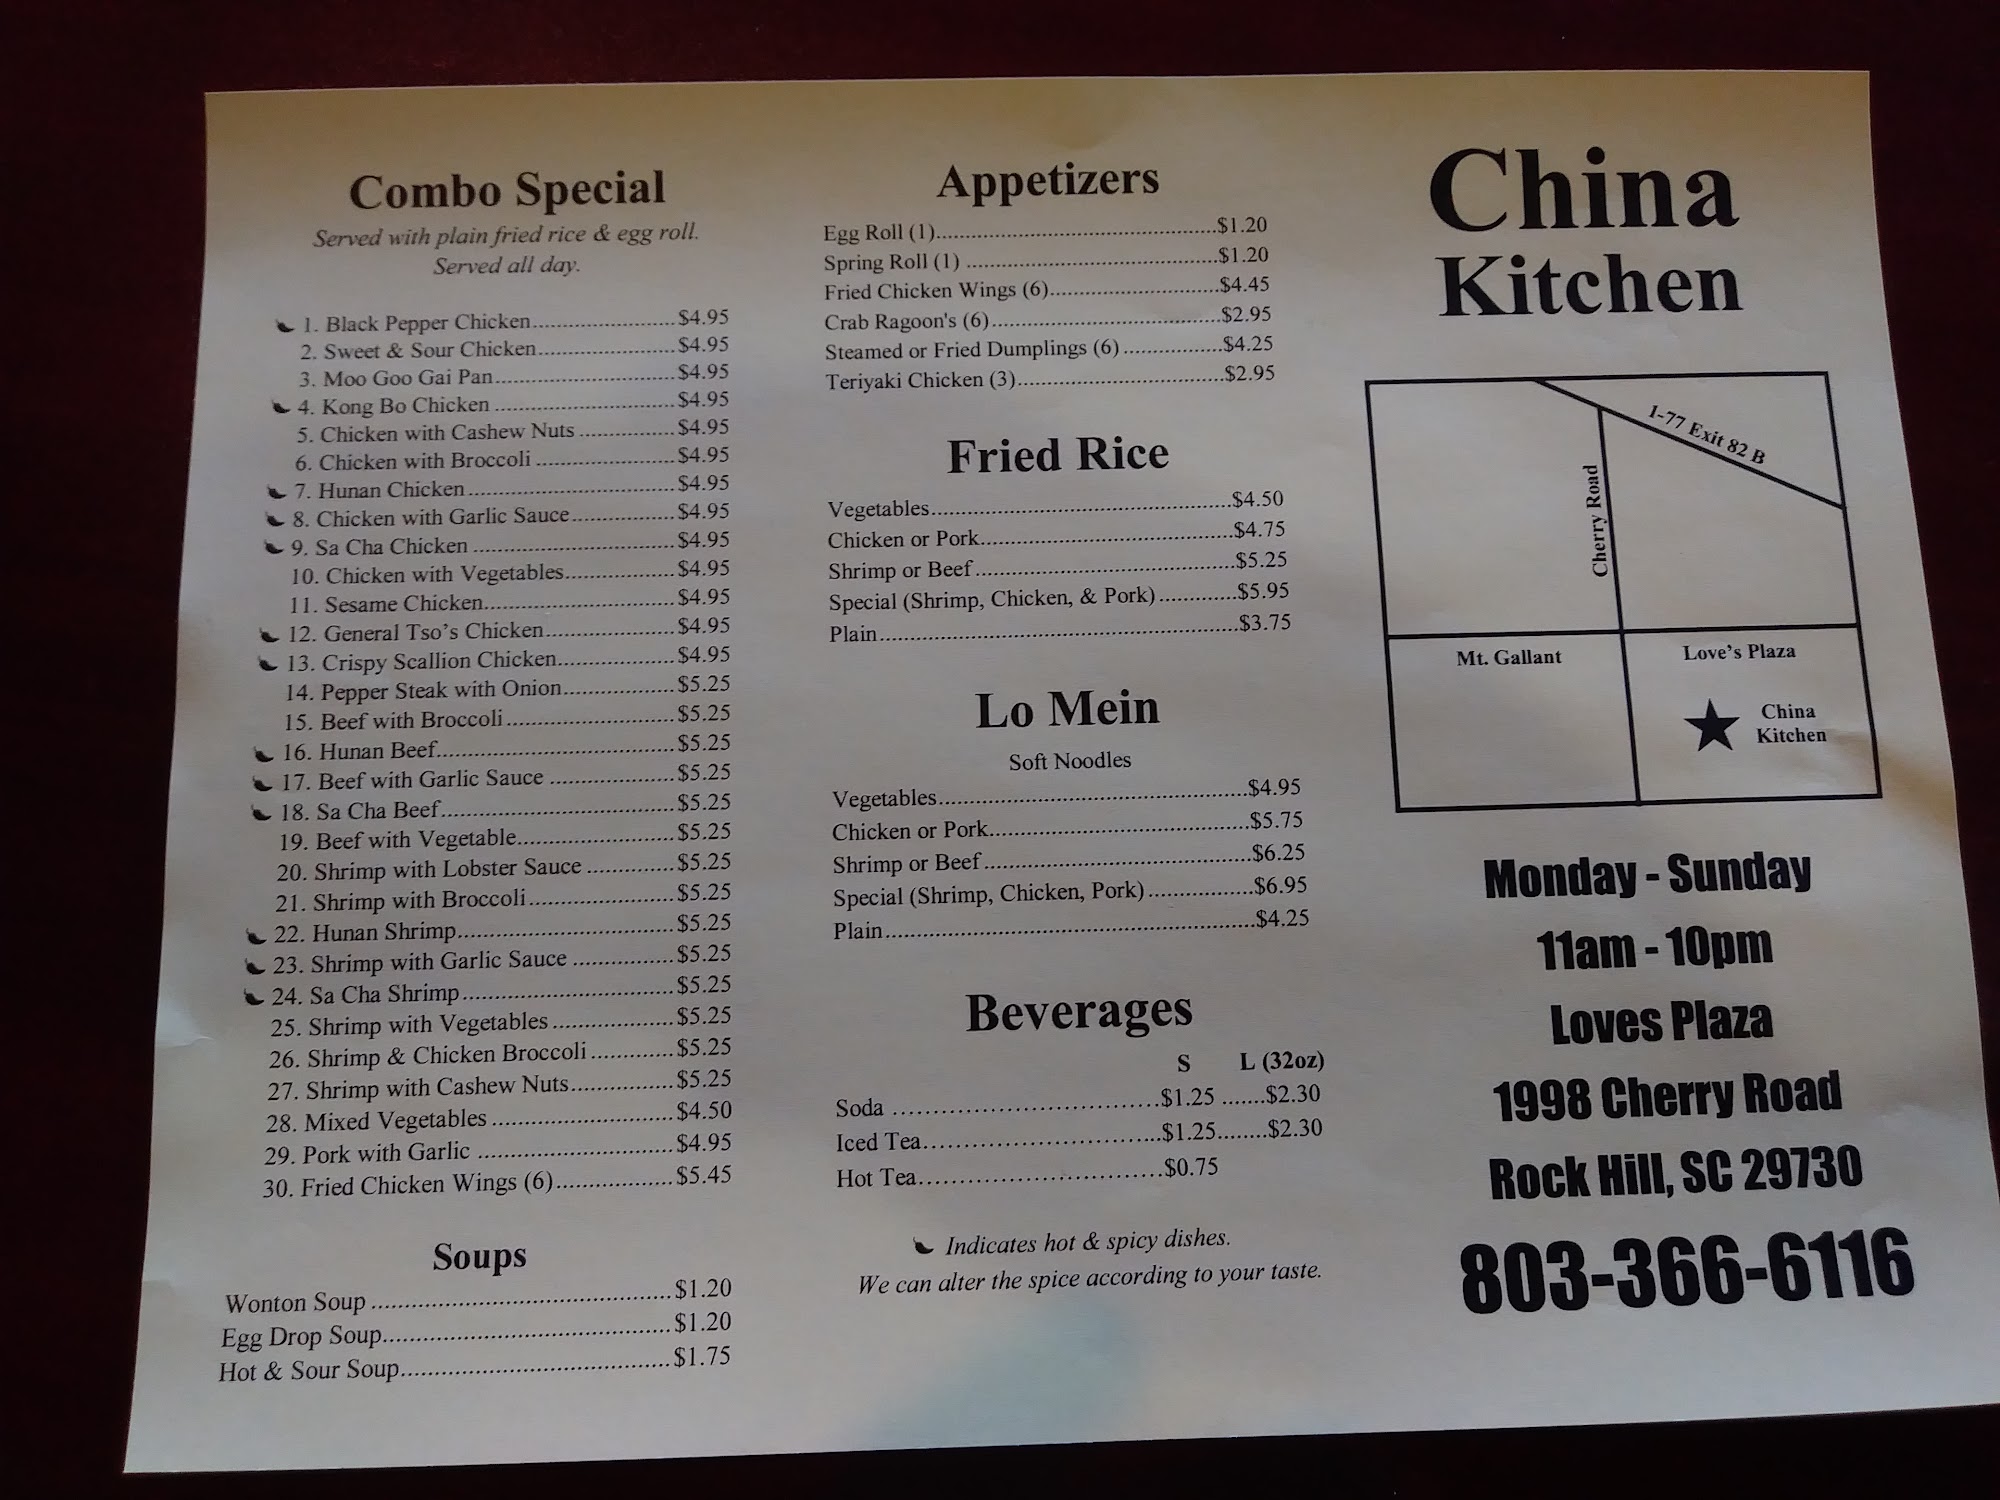 Combo Special
Served with plain fried rice & egg roll.
Served all day.
1. Black Pepper Chicken..........................$4.95
2. Sweet & Sour Chicken.........................$4.95
3. Moo Goo Gai Pan.................................$4.95
4. Kong Bo Chicken .................................$4.95
5. Chicken with Cashew Nuts .................$4.95
6. Chicken with Broccoli .........................$4.95
7. Hunan Chicken.....................................$4.95
8. Chicken with Garlic Sauce...................$4.95
9. Sa Cha Chicken ....................................$4.95
10. Chicken with Vegetables....................$4.95
11. Sesame Chicken..................................$4.95
12. General Tso's Chicken.......................$4.95
13. Crispy Scallion Chicken.....................$4.95
14. Pepper Steak with Onion....................$5.25
15. Beef with Broccoli..............................$5.25
16. Hunan Beef..........................................$5.25
17. Beef with Garlic Sauce ......................$5.25
18. Sa Cha Beef.........................................$5.25
19. Beef with Vegetable............................$5.25
20. Shrimp with Lobster Sauce ...............$5.25
21. Shrimp with Broccoli.........................$5.25
22. Hunan Shrimp.....................................$5.25
23. Shrimp with Garlic Sauce .................$5.25
24. Sa Cha Shrimp....................................$5.25
25. Shrimp with Vegetables.....................$5.25
26. Shrimp & Chicken Broccoli..............$5.25
27. Shrimp with Cashew Nuts.................$5.25
28. Mixed Vegetables...............................$4.50
29. Pork with Garlic .................................$4.95
30. Fried Chicken Wings (6)....................$5.45
Soups
Wonton Soup ..............................................$1.20
Egg Drop Soup............................................$1.20
Hot & Sour Soup.........................................$1.75
Appetizers
Egg Roll (1)...............................................$1.20
Spring Roll (1) ..........................................$1.20
Fried Chicken Wings (6)............................$4.45
Crab Ragoon's (6)......................................$2.95
Steamed or Fried Dumplings (6) ................$4.25
Teriyaki Chicken (3)...................................$2.95
Fried Rice
Vegetables..................................................$4.50
Chicken or Pork..........................................$4.75
Shrimp or Beef...........................................$5.25
Special (Shrimp, Chicken, & Pork).............$5.95
Plain............................................................$3.75
Lo Mein
Soft Noodles
Vegetables...................................................$4.95
Chicken or Pork...........................................$5.75
Shrimp or Beef............................................$6.25
Special (Shrimp, Chicken, Pork).................$6.95
Plain.............................................................$4.25
Beverages
S L (32oz)
Soda ....................................$1.25 .......$2.30
Iced Tea................................$1.25........$2.30
Hot Tea.................................$0.75
Indicates hot & spicy dishes.
We can alter the spice according to your taste.
China
Kitchen
I-77 Exit 82 B
Cherry Road
Mt. Gallant
Love's Plaza
China
Kitchen
Monday - Sunday
11am - 10pm
Loves Plaza
1998 Cherry Road
Rock Hill, SC 29730
803-366-6116